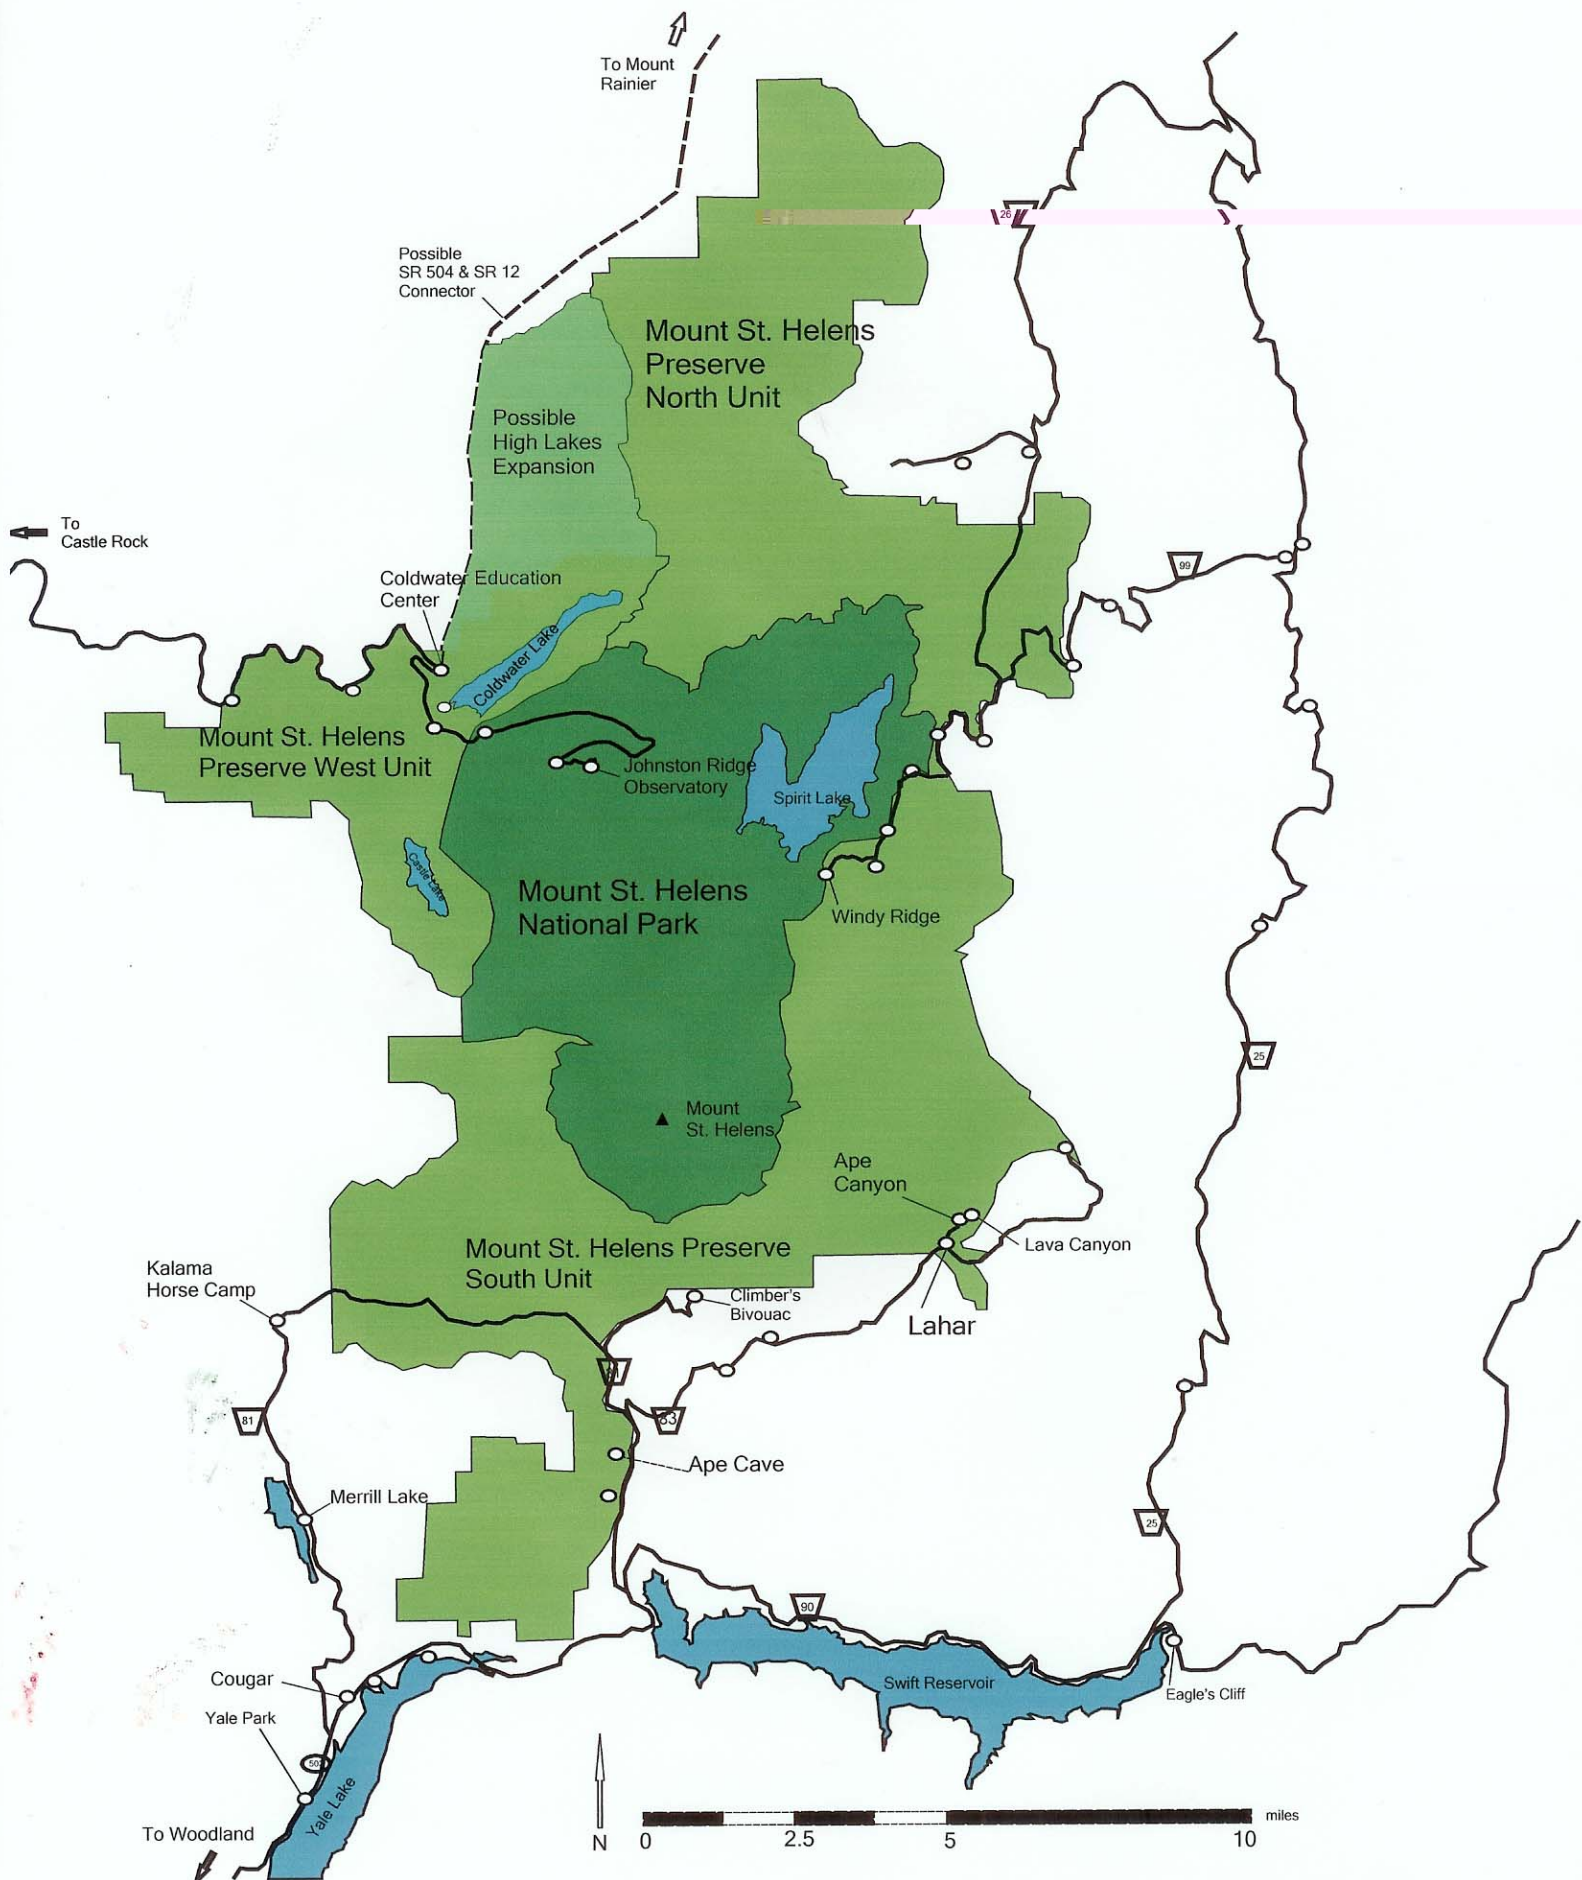 To Mount
Rainier
26
Possible
SR 504 & SR 12
Connector
Mount St. Helens
Preserve
North Unit
Possible
High Lakes
Expansion
To
Castle Rock
99
Coldwater Education
Center
Coldwater Lake
Mount St. Helens
Preserve West Unit
Johnston Ridge
Observatory
Spirit Lake
Castle Lake
Mount St. Helens
National Park
Windy Ridge
25
Mount
St. Helens
Ape
Canyon
Lava Canyon
Mount St. Helens Preserve
South Unit
Kalama
Horse Camp
Climber's
Bivouac
Lahar
81
83
Ape Cave
Merrill Lake
25
90
Cougar
Swift Reservoir
Eagle's Cliff
Yale Park
Yale Lake
To Woodland
N
0
2.5
5
10
miles